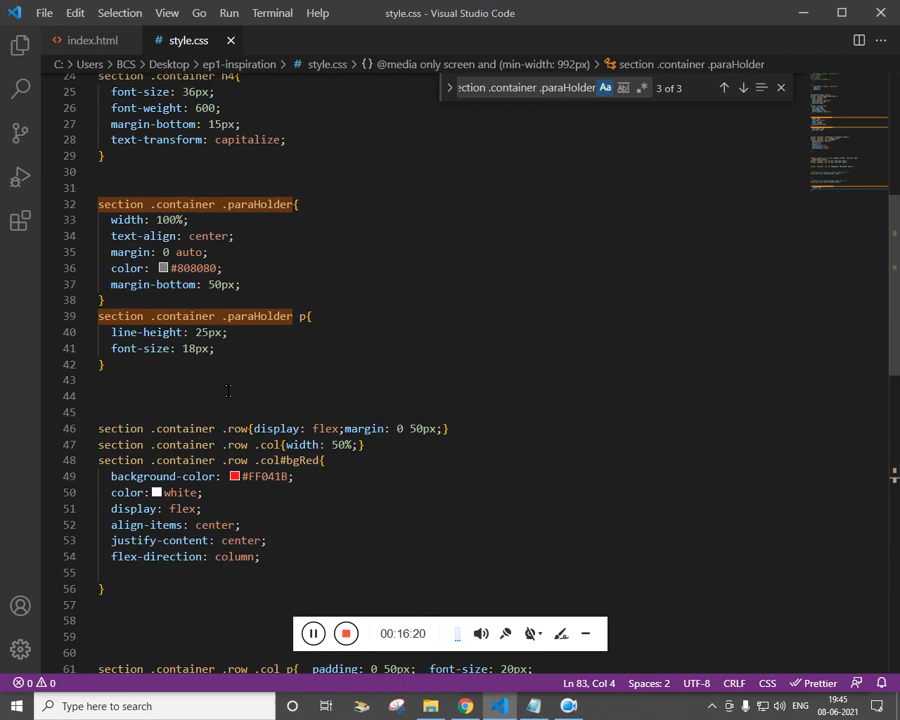 File Edit Selection View Go Run Terminal Help style.css - Visual Studio Code
index.html style.css
C: > Users > BCS > Desktop > ep1-inspiration > style.css > {} @media only screen and (min-width: 992px) > section .container .paraHolder
24 section .container h4{
ection .container .paraHolder Aa ab .* 3 of 3
25 font-size: 36px;
26 font-weight: 600;
27 margin-bottom: 15px;
28 text-transform: capitalize;
29 }
30
31
32 section .container .paraHolder{
33 width: 100%;
34 text-align: center;
35 margin: 0 auto;
36 color: #808080;
37 margin-bottom: 50px;
38 }
39 section .container .paraHolder p{
40 line-height: 25px;
41 font-size: 18px;
42 }
43
44
45
46 section .container .row{display: flex;margin: 0 50px;}
47 section .container .row .col{width: 50%;}
48 section .container .row .col#bgRed{
49 background-color: #FF041B;
50 color: white;
51 display: flex;
52 align-items: center;
53 justify-content: center;
54 flex-direction: column;
55
56 }
57
58
59
60
61 section .container .row .col p{ padding: 0 50px; font-size: 20px;
00:16:20
0 0 Ln 83, Col 4 Spaces: 2 UTF-8 CRLF CSS Prettier
Type here to search ENG 19:45
08-06-2021